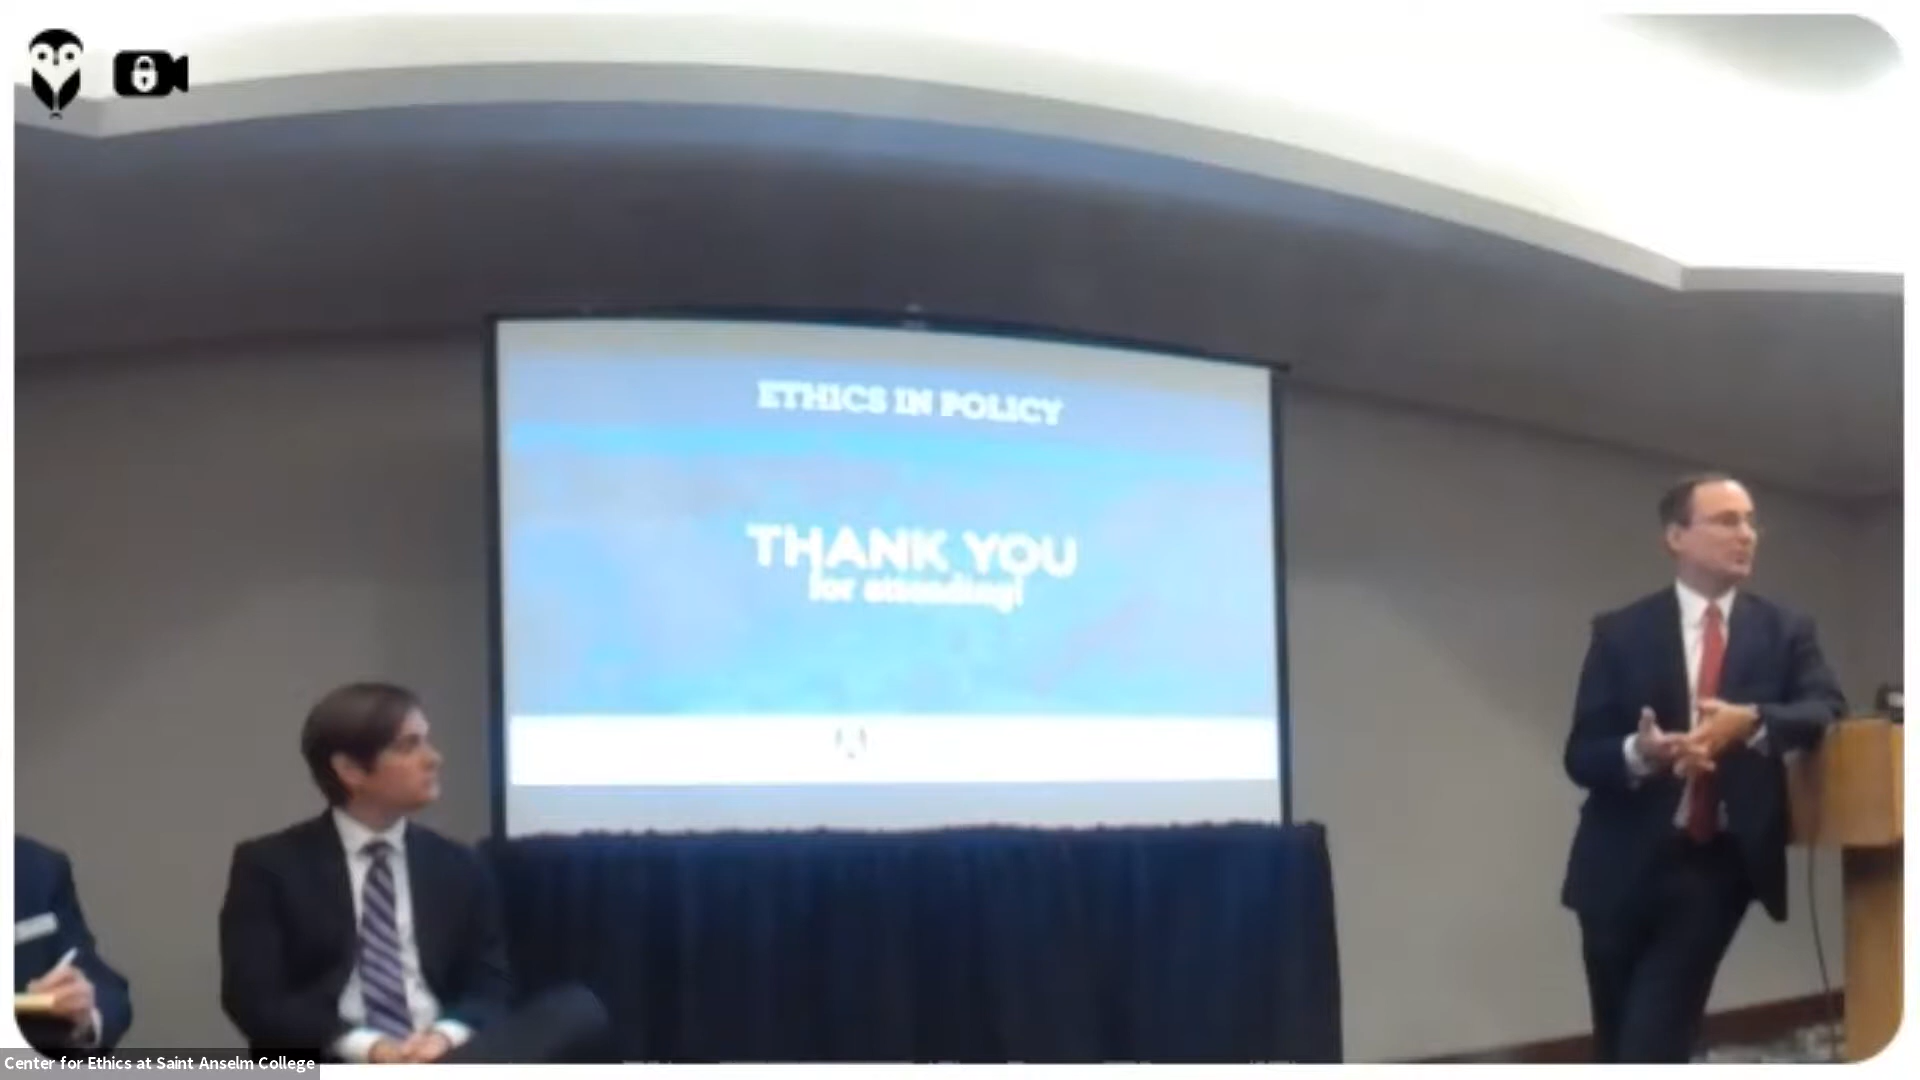 ETHICS IN POLICY
THANK YOU
for attending!
Center for Ethics at Saint Anselm College